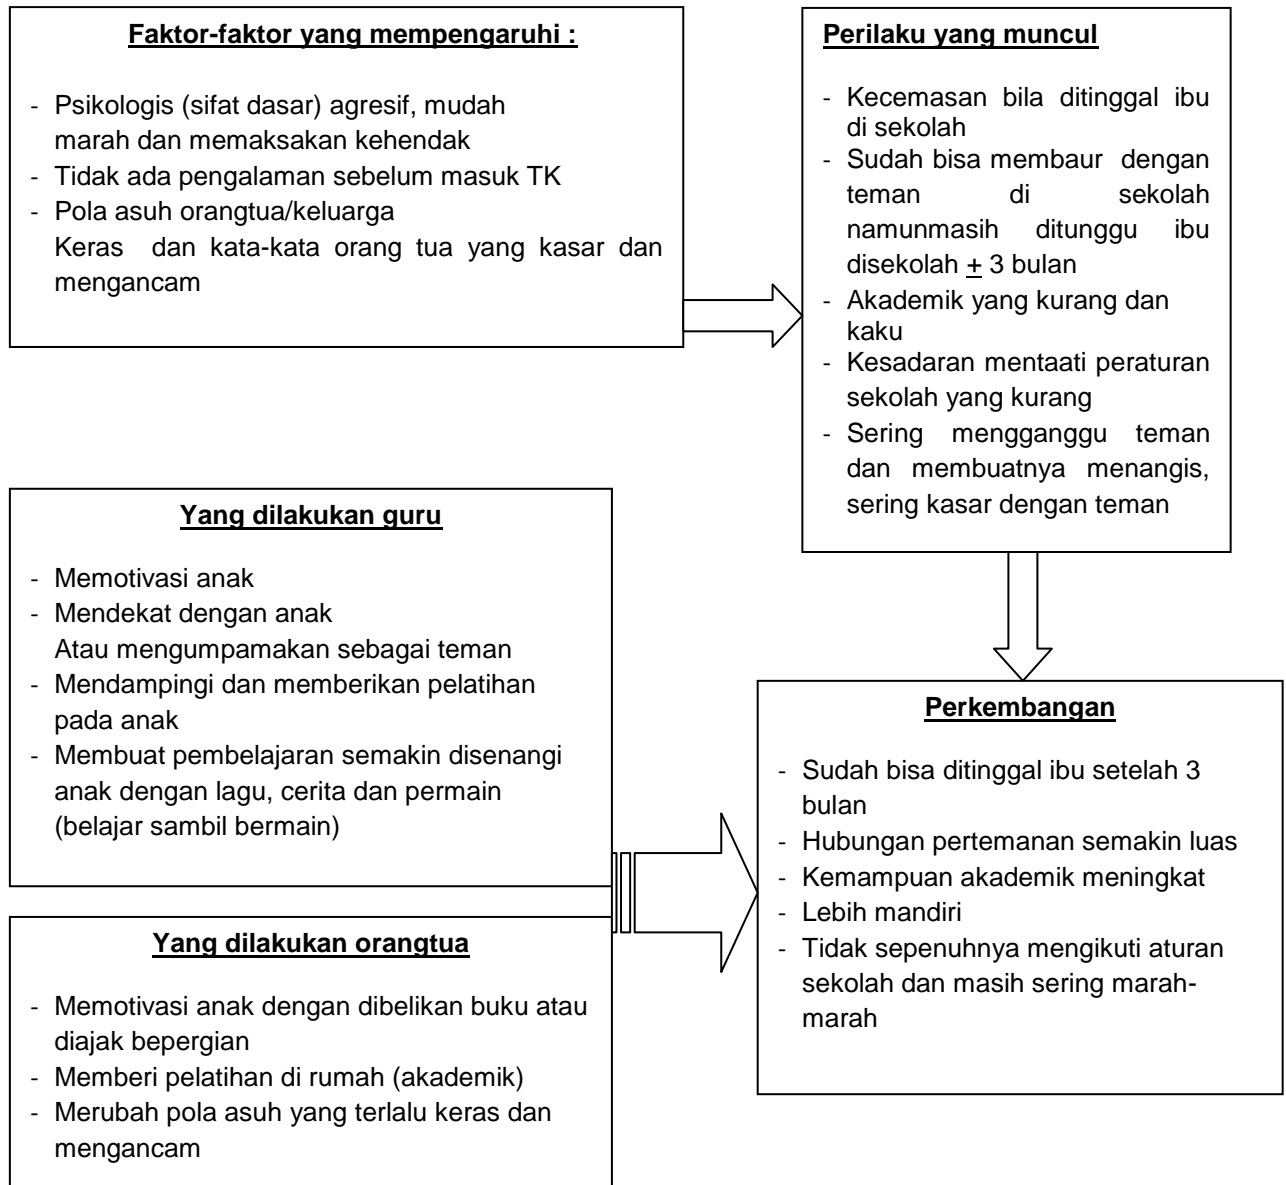 Faktor-faktor yang mempengaruhi :
- Psikologis (sifat dasar) agresif, mudah
marah dan memaksakan kehendak
- Tidak ada pengalaman sebelum masuk TK
- Pola asuh orangtua/keluarga
Keras dan kata-kata orang tua yang kasar dan
mengancam
Perilaku yang muncul
- Kecemasan bila ditinggal ibu
di sekolah
- Sudah bisa membaur dengan
teman di sekolah
namunmasih ditunggu ibu
disekolah + 3 bulan
- Akademik yang kurang dan
kaku
- Kesadaran mentaati peraturan
sekolah yang kurang
- Sering mengganggu teman
dan membuatnya menangis,
sering kasar dengan teman
Yang dilakukan guru
- Memotivasi anak
- Mendekat dengan anak
Atau mengumpamakan sebagai teman
- Mendampingi dan memberikan pelatihan
pada anak
- Membuat pembelajaran semakin disenangi
anak dengan lagu, cerita dan permain
(belajar sambil bermain)
Yang dilakukan orangtua
- Memotivasi anak dengan dibelikan buku atau
diajak bepergian
- Memberi pelatihan di rumah (akademik)
- Merubah pola asuh yang terlalu keras dan
mengancam
Perkembangan
- Sudah bisa ditinggal ibu setelah 3
bulan
- Hubungan pertemanan semakin luas
- Kemampuan akademik meningkat
- Lebih mandiri
- Tidak sepenuhnya mengikuti aturan
sekolah dan masih sering marah-
marah